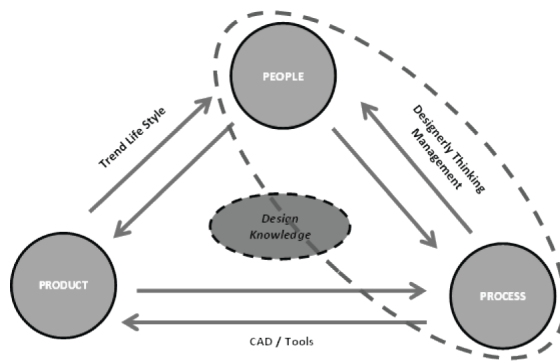 PEOPLE
Trend Life Style
Designerly Thinking
Management
Design
Knowledge
PRODUCT
PROCESS
CAD / Tools